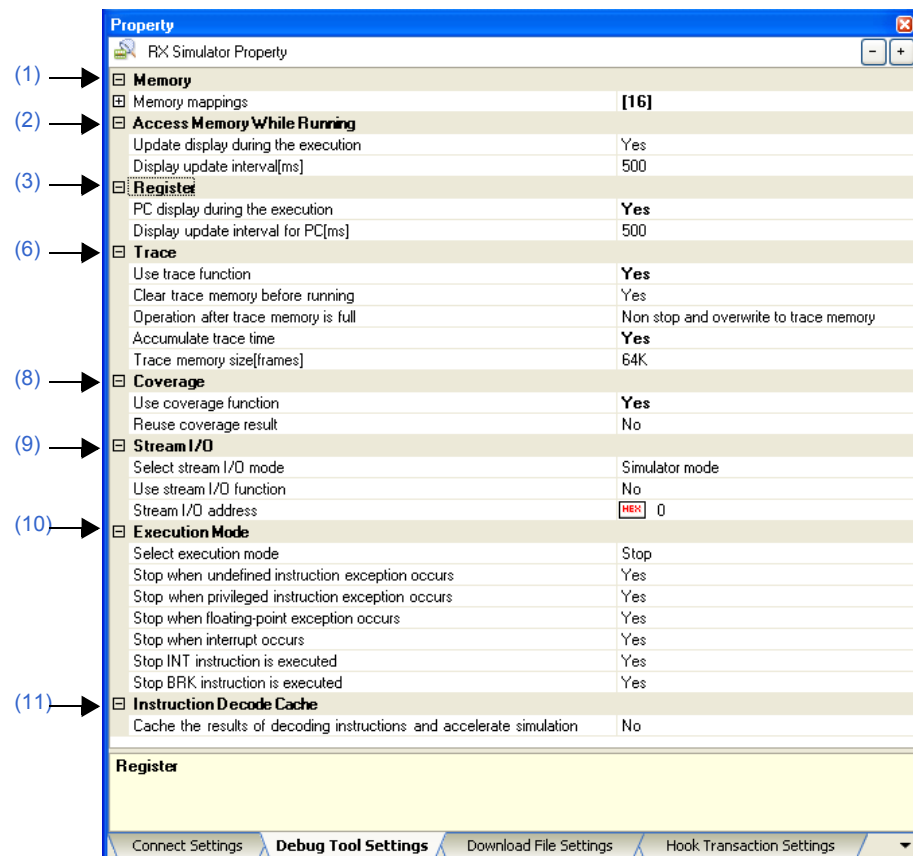 Property
RX Simulator Property
(1) Memory
Memory mappings [16]
(2) Access Memory While Running
Update display during the execution Yes
Display update interval[ms] 500
(3) Register
PC display during the execution Yes
Display update interval for PC[ms] 500
(6) Trace
Use trace function Yes
Clear trace memory before running Yes
Operation after trace memory is full Non stop and overwrite to trace memory
Accumulate trace time Yes
Trace memory size[frames] 64K
(8) Coverage
Use coverage function Yes
Reuse coverage result No
(9) Stream I/O
Select stream I/O mode Simulator mode
Use stream I/O function No
Stream I/O address HEX 0
(10) Execution Mode
Select execution mode Stop
Stop when undefined instruction exception occurs Yes
Stop when privileged instruction exception occurs Yes
Stop when floating-point exception occurs Yes
Stop when interrupt occurs Yes
Stop INT instruction is executed Yes
Stop BRK instruction is executed Yes
(11) Instruction Decode Cache
Cache the results of decoding instructions and accelerate simulation No
Register
Connect Settings Debug Tool Settings Download File Settings Hook Transaction Settings